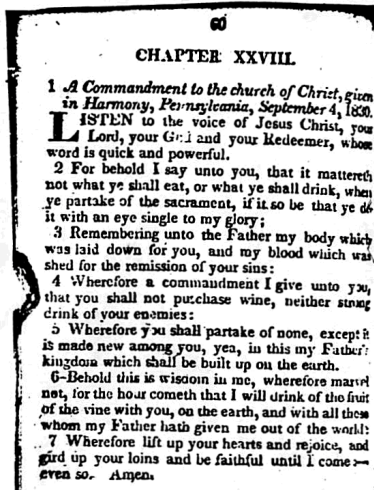 60
CHAPTER XXVIII.
1 A Commandment to the church of Christ, given
in Harmony, Pennsylvania, September 4, 1830.
LISTEN to the voice of Jesus Christ, your
Lord, your God and your Redeemer, whose
word is quick and powerful.
2 For behold I say unto you, that it mattereth
not what ye shall eat, or what ye shall drink, when
ye partake of the sacrament, if it so be that ye do
it with an eye single to my glory;
3 Remembering unto the Father my body which
was laid down for you, and my blood which was
shed for the remission of your sins:
4 Wherefore a commandment I give unto you,
that you shall not purchase wine, neither strong
drink of your enemies:
5 Wherefore you shall partake of none, except it
is made new among you, yea, in this my Father's
kingdom which shall be built up on the earth.
6—Behold this is wisdom in me, wherefore marvel
not, for the hour cometh that I will drink of the fruit
of the vine with you, on the earth, and with all those
whom my Father hath given me out of the world:
7 Wherefore lift up your hearts and rejoice, and
gird up your loins and be faithful until I come:—
even so. Amen.